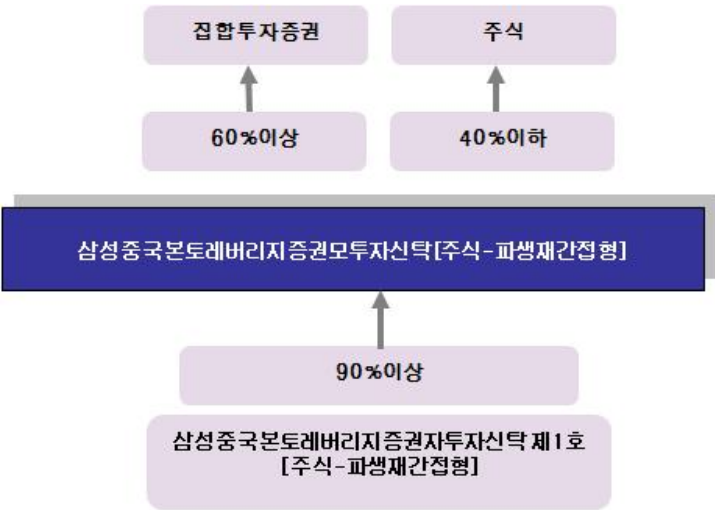 집합투자증권
주식
60%이상
40%이하
삼성중국본토레버리지증권모투자신탁[주식-파생재간접형]
90%이상
삼성중국본토레버리지증권자투자신탁 제1호
[주식-파생재간접형]